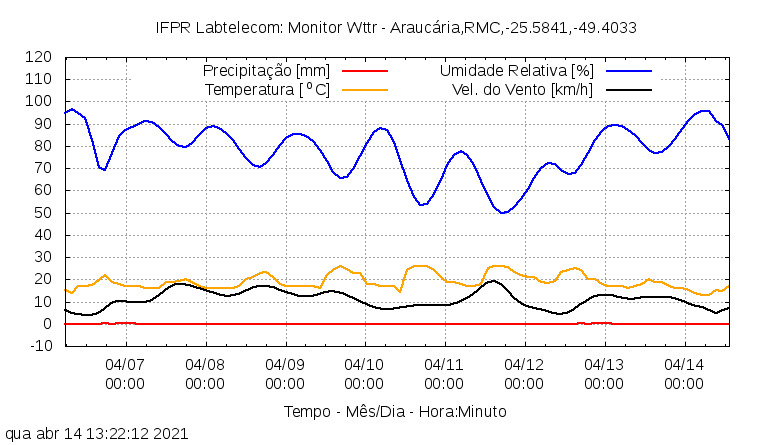 IFPR Labtelecom: Monitor Wttr - Araucária,RMC,-25.5841,-49.4033
Precipitação [mm]
Temperatura [⁰C]
Umidade Relativa [%]
Vel. do Vento [km/h]
120
110
100
90
80
70
60
50
40
30
20
10
0
-10
04/07 04/08 04/09 04/10 04/11 04/12 04/13 04/14
00:00 00:00 00:00 00:00 00:00 00:00 00:00 00:00
Tempo - Mês/Dia - Hora:Minuto
qua abr 14 13:22:12 2021